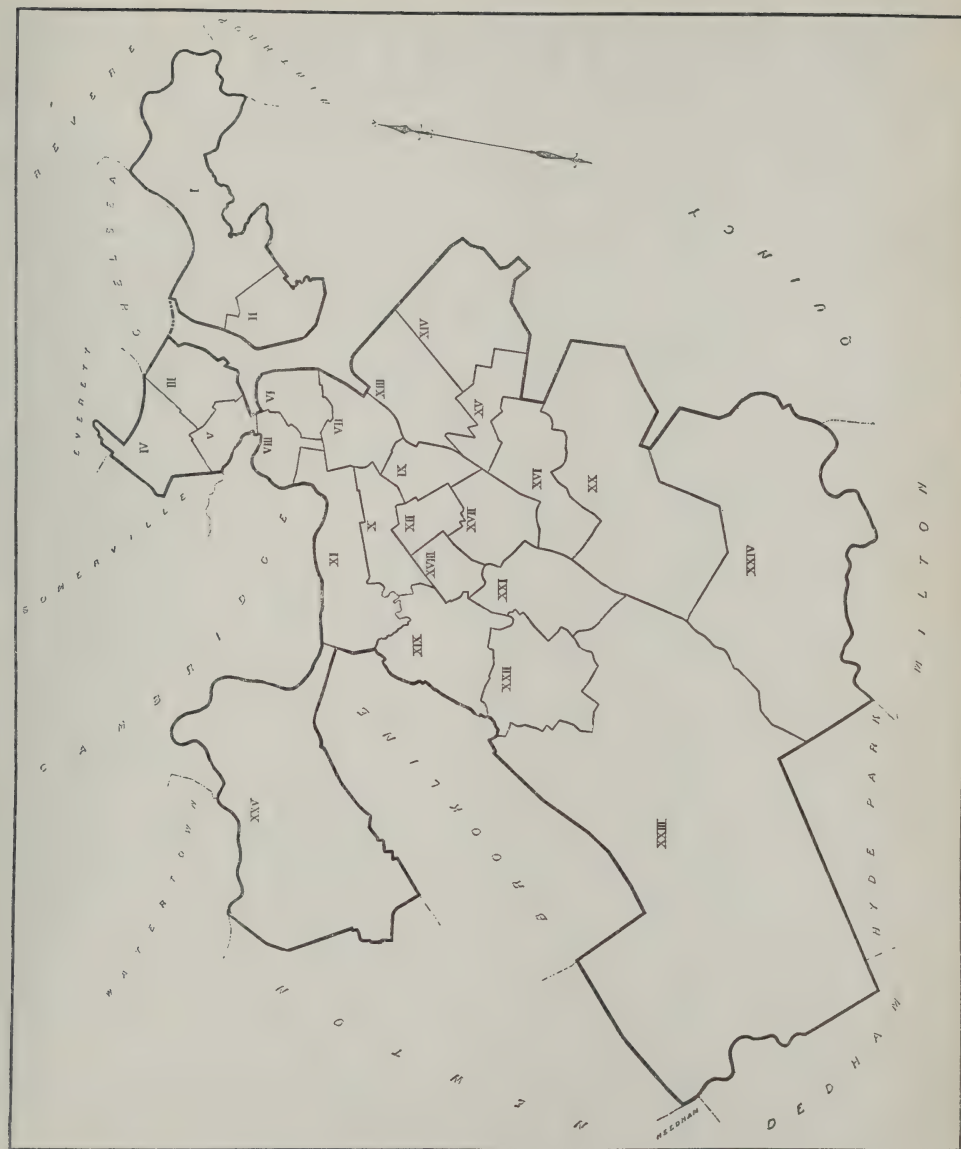 WINTHROP
REVERE
CHELSEA
I
II
III
IV
V
VI
VII
VIII
IX
X
XI
XII
XIII
XIV
XV
XVI
XVII
XVIII
XIX
XX
XXI
XXII
XXIII
XXIV
XXV
SOMERVILLE
CAMBRIDGE
WATERTOWN
NEWTON
BROOKLINE
NEEDHAM
DEDHAM
HYDE PARK
MILTON
QUINCY